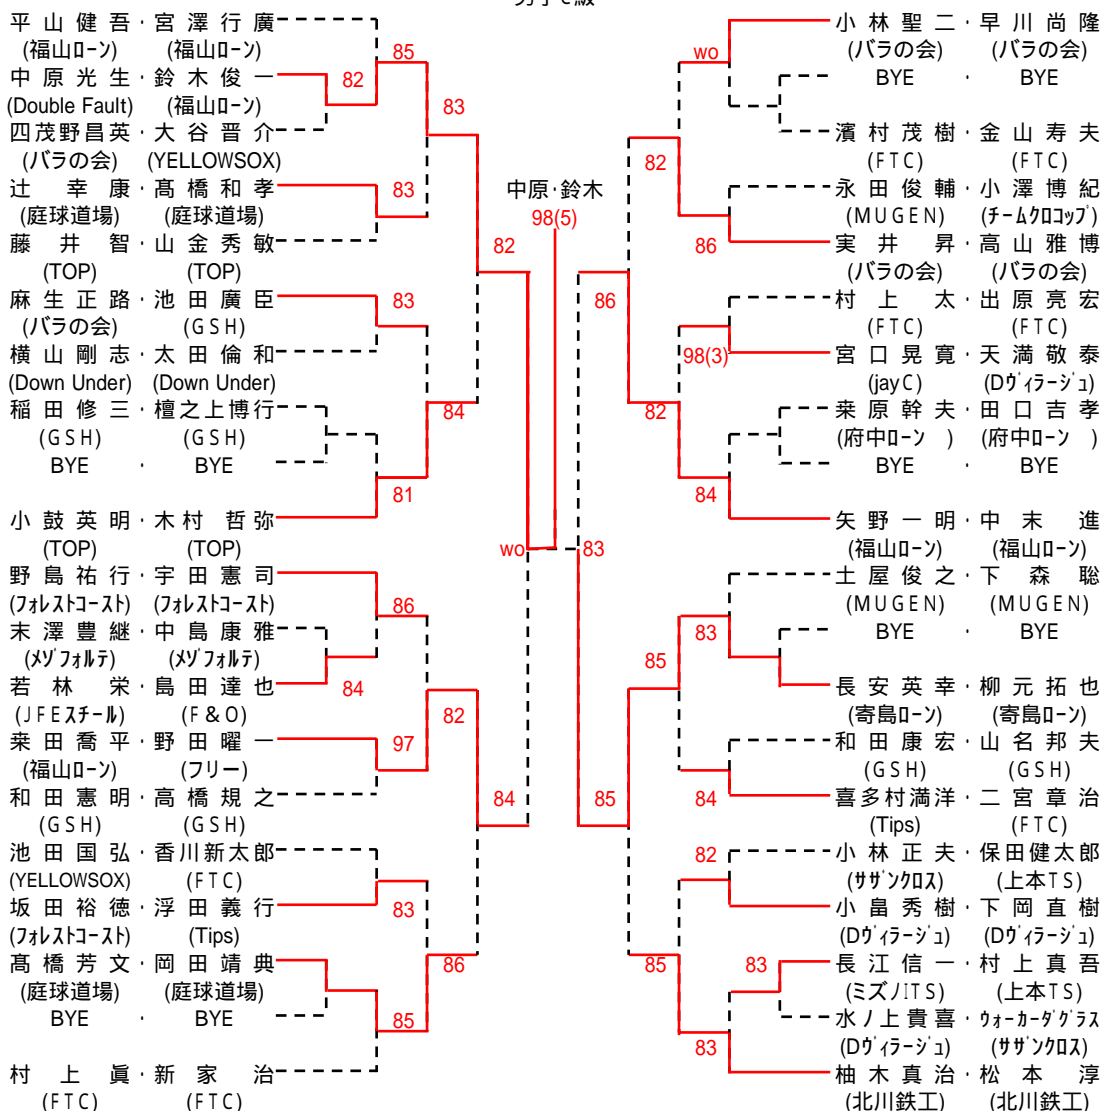 平山健吾・宮澤行廣
(福山ローン) (福山ローン)
85
中原光生・鈴木俊一
82
(Double Fault) (福山ローン)
83
四茂野昌英・大谷晋介
(バラの会) (YELLOWSOX)
辻幸康・髙橋和孝
83
(庭球道場) (庭球道場)
藤井智・山金秀敏
82
(TOP) (TOP)
麻生正路・池田廣臣
83
(バラの会) (GSH)
横山剛志・太田倫和
(Down Under) (Down Under)
稲田修三・檀之上博行
84
(GSH) (GSH)
BYE・BYE
81
小鼓英明・木村哲弥
(TOP) (TOP)
wo
野島祐行・宇田憲司
86
(フォレストコースト) (フォレストコースト)
末澤豊継・中島康雅
(メゾフォルテ) (メゾフォルテ)
若林栄・島田達也
84
(JFEスチール) (F&O)
82
来田喬平・野田曜一
97
(福山ローン) (フリー)
和田憲明・高橋規之
84
(GSH) (GSH)
池田国弘・香川新太郎
(YELLOWSOX) (FTC)
坂田裕徳・浮田義行
83
(フォレストコースト) (Tips)
髙橋芳文・岡田靖典
86
(庭球道場) (庭球道場)
BYE・BYE
85
村上眞・新家治
(FTC) (FTC)
中原・鈴木
98(5)
小林聖二・早川尚隆
wo
(バラの会) (バラの会)
BYE・BYE
濱村茂樹・金山寿夫
82
(FTC) (FTC)
永田俊輔・小澤博紀
(MUGEN) (チームクロコップ)
86
実井昇・高山雅博
(バラの会) (バラの会)
86
村上太・出原亮宏
(FTC) (FTC)
98(3)
宮口晃寛・天満敬泰
(jayC) (Dヴィラージュ)
82
桒原幹夫・田口吉孝
(府中ローン ) (府中ローン )
BYE・BYE
84
矢野一明・中末進
(福山ローン) (福山ローン)
83
土屋俊之・下森聡
(MUGEN) (MUGEN)
83
BYE・BYE
85
長安英幸・柳元拓也
(寄島ローン) (寄島ローン)
和田康宏・山名邦夫
(GSH) (GSH)
85
84
喜多村満洋・二宮章治
(Tips) (FTC)
82
小林正夫・保田健太郎
(サザンクロス) (上本TS)
小畠秀樹・下岡直樹
(Dヴィラージュ) (Dヴィラージュ)
85
83
長江信一・村上真吾
(ミズノITS) (上本TS)
水ノ上貴喜・ウォーカーダグラス
83
(Dヴィラージュ) (サザンクロス)
柚木真治・松本淳
(北川鉄工) (北川鉄工)